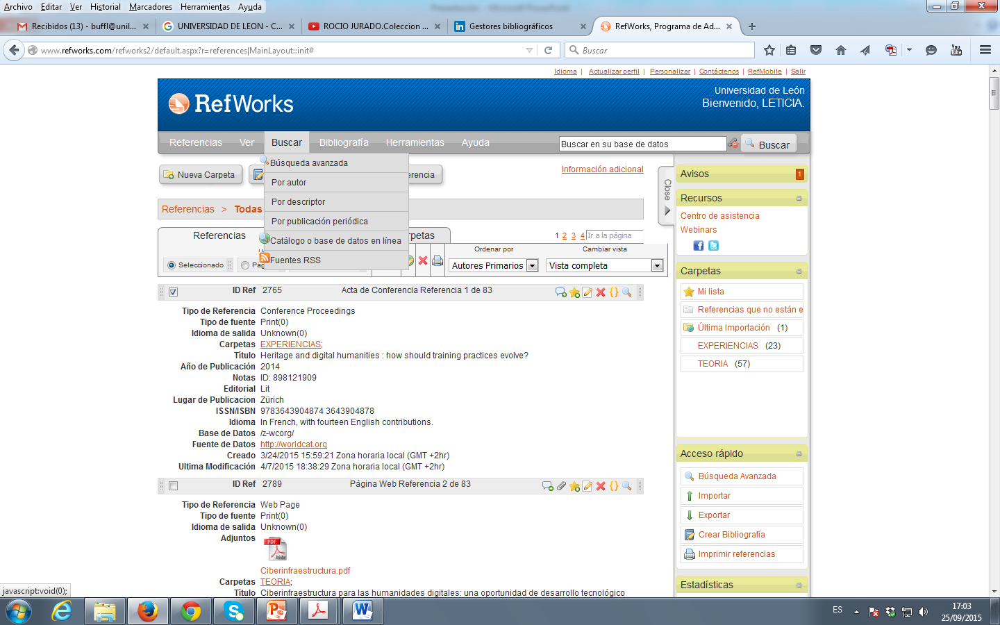 Presentación - Microsoft PowerPoint
Archivo Editar Ver Historial Marcadores Herramientas Ayuda
Recibidos (13) - buffl@unil... UNIVERSIDAD DE LEON - C... ROCIO JURADO.Coleccion ... Gestores bibliográficos RefWorks, Programa de Ad...
www.refworks.com/refworks2/default.aspx?r=references|MainLayout::init# Buscar
Idioma | Actualizar perfil | Personalizar | Contáctenos | RefMobile | Salir
RefWorks
Universidad de León
Bienvenido, LETICIA.
Referencias Ver Buscar Bibliografía Herramientas Ayuda Buscar en su base de datos Buscar
Búsqueda avanzada
Por autor
Por descriptor
Por publicación periódica
Catálogo o base de datos en línea
Fuentes RSS
Nueva Carpeta erencia Información adicional
Referencias > Todas
Referencias rpetas 1 2 3 4 Ir a la página
Seleccionado Pág
Ordenar por Cambiar vista
Autores Primarios Vista completa
ID Ref 2765 Acta de Conferencia Referencia 1 de 83
Tipo de Referencia Conference Proceedings
Tipo de fuente Print(0)
Idioma de salida Unknown(0)
Carpetas EXPERIENCIAS;
Título Heritage and digital humanities : how should training practices evolve?
Año de Publicación 2014
Notas ID: 898121909
Editorial Lit
Lugar de Publicacion Zürich
ISSN/ISBN 9783643904874 3643904878
Idioma In French, with fourteen English contributions.
Base de Datos /z-wcorg/
Fuente de Datos http://worldcat.org
Creado 3/24/2015 15:59:21 Zona horaria local (GMT +2hr)
Ultima Modificación 4/7/2015 18:38:29 Zona horaria local (GMT +2hr)
ID Ref 2789 Página Web Referencia 2 de 83
Tipo de Referencia Web Page
Tipo de fuente Print(0)
Idioma de salida Unknown(0)
Adjuntos
PDF
Adobe
Ciberinfraestructura.pdf
Carpetas TEORIA;
Título Ciberinfraestructura para las humanidades digitales: una oportunidad de desarrollo tecnológico
Close
Avisos 1
Recursos
Centro de asistencia
Webinars
Carpetas
Mi lista
Referencias que no están e
Última Importación (1)
EXPERIENCIAS (23)
TEORIA (57)
Acceso rápido
Búsqueda Avanzada
Importar
Exportar
Crear Bibliografía
Imprimir referencias
Estadísticas
javascript:void(0);
ES 17:03
25/09/2015